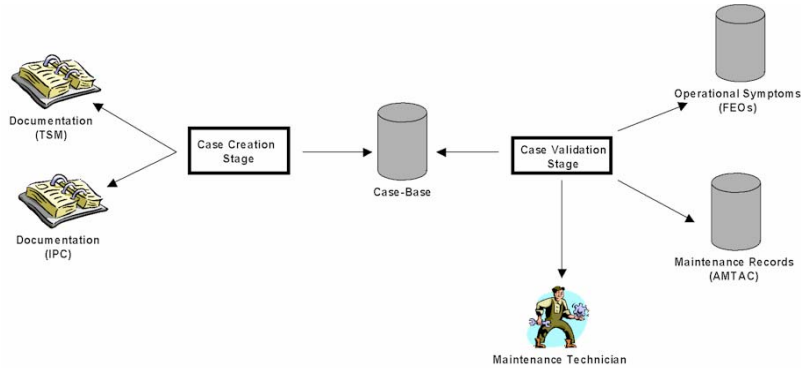 Documentation
(TSM)
Documentation
(IPC)
Case Creation
Stage
Case-Base
Case Validation
Stage
Operational Symptoms
(FEOs)
Maintenance Records
(AMTAC)
Maintenance Technician